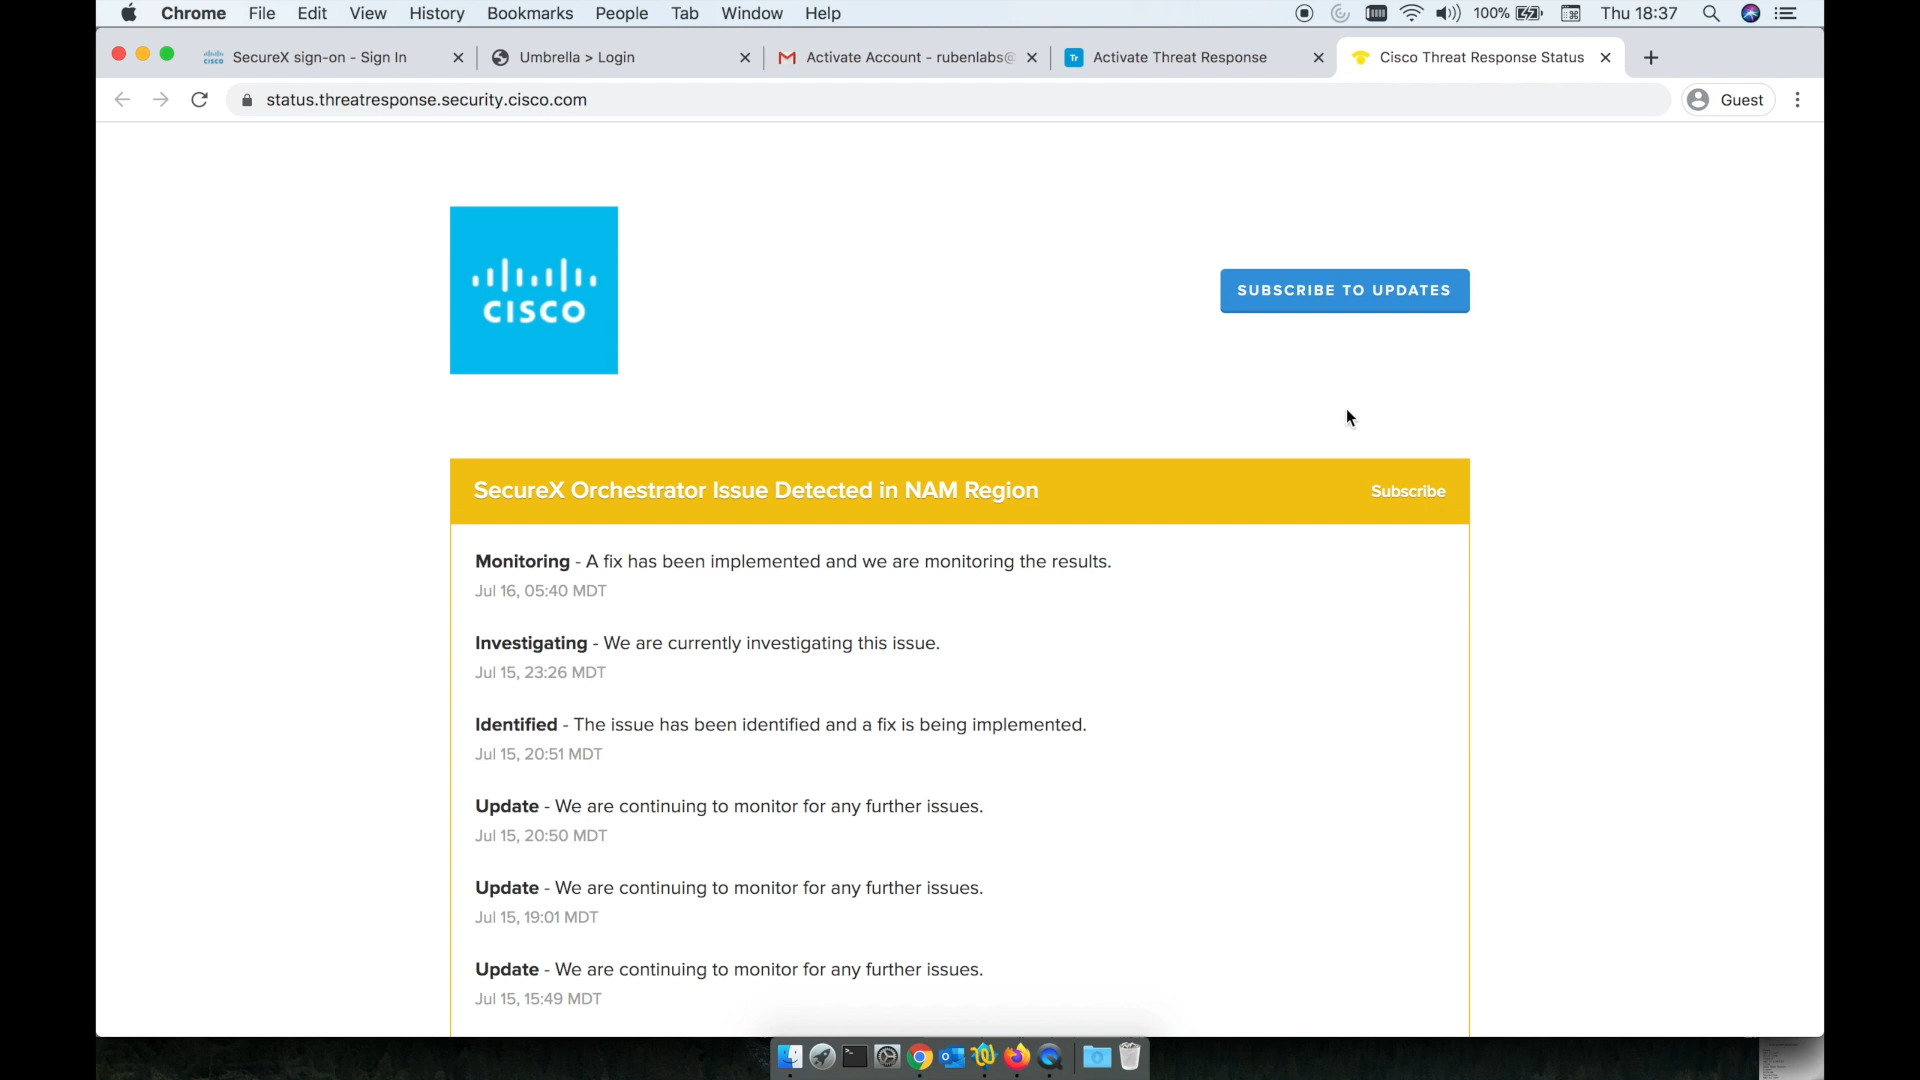 Chrome File Edit View History Bookmarks People Tab Window Help 100% Thu 18:37
SecureX sign-on - Sign In
Umbrella > Login
Activate Account - rubenlabs@
Tr Activate Threat Response
Cisco Threat Response Status
status.threatresponse.security.cisco.com
Guest
CISCO
SUBSCRIBE TO UPDATES
SecureX Orchestrator Issue Detected in NAM Region
Subscribe
Monitoring - A fix has been implemented and we are monitoring the results.
Jul 16, 05:40 MDT
Investigating - We are currently investigating this issue.
Jul 15, 23:26 MDT
Identified - The issue has been identified and a fix is being implemented.
Jul 15, 20:51 MDT
Update - We are continuing to monitor for any further issues.
Jul 15, 20:50 MDT
Update - We are continuing to monitor for any further issues.
Jul 15, 19:01 MDT
Update - We are continuing to monitor for any further issues.
Jul 15, 15:49 MDT